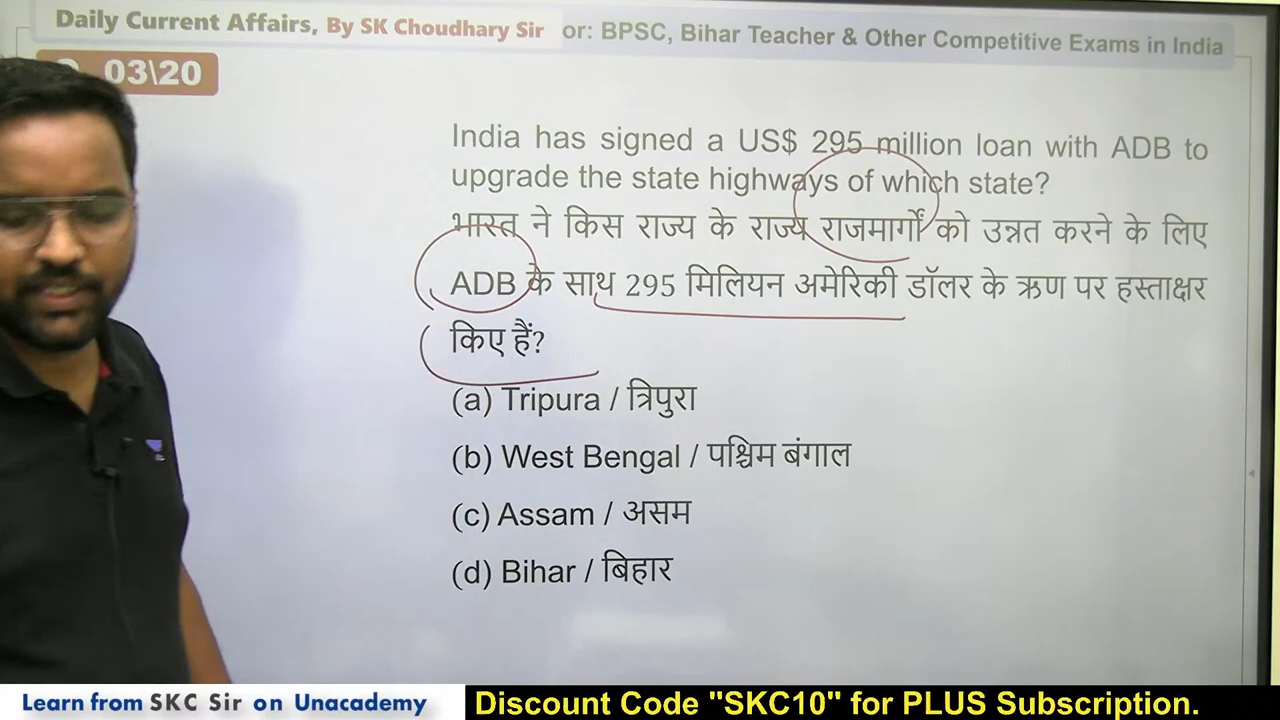 Daily Current Affairs, By SK Choudhary Sir or: BPSC, Bihar Teacher & Other Competitive Exams in India
03\20
India has signed a US$ 295 million loan with ADB to
upgrade the state highways of which state?
भारत ने किस राज्य के राज्य राजमार्गों को उन्नत करने के लिए
ADB के साथ 295 मिलियन अमेरिकी डॉलर के ऋण पर हस्ताक्षर
किए हैं?
(a) Tripura / त्रिपुरा
(b) West Bengal / पश्चिम बंगाल
(c) Assam / असम
(d) Bihar / बिहार
Learn from SKC Sir on Unacademy
Discount Code "SKC10" for PLUS Subscription.